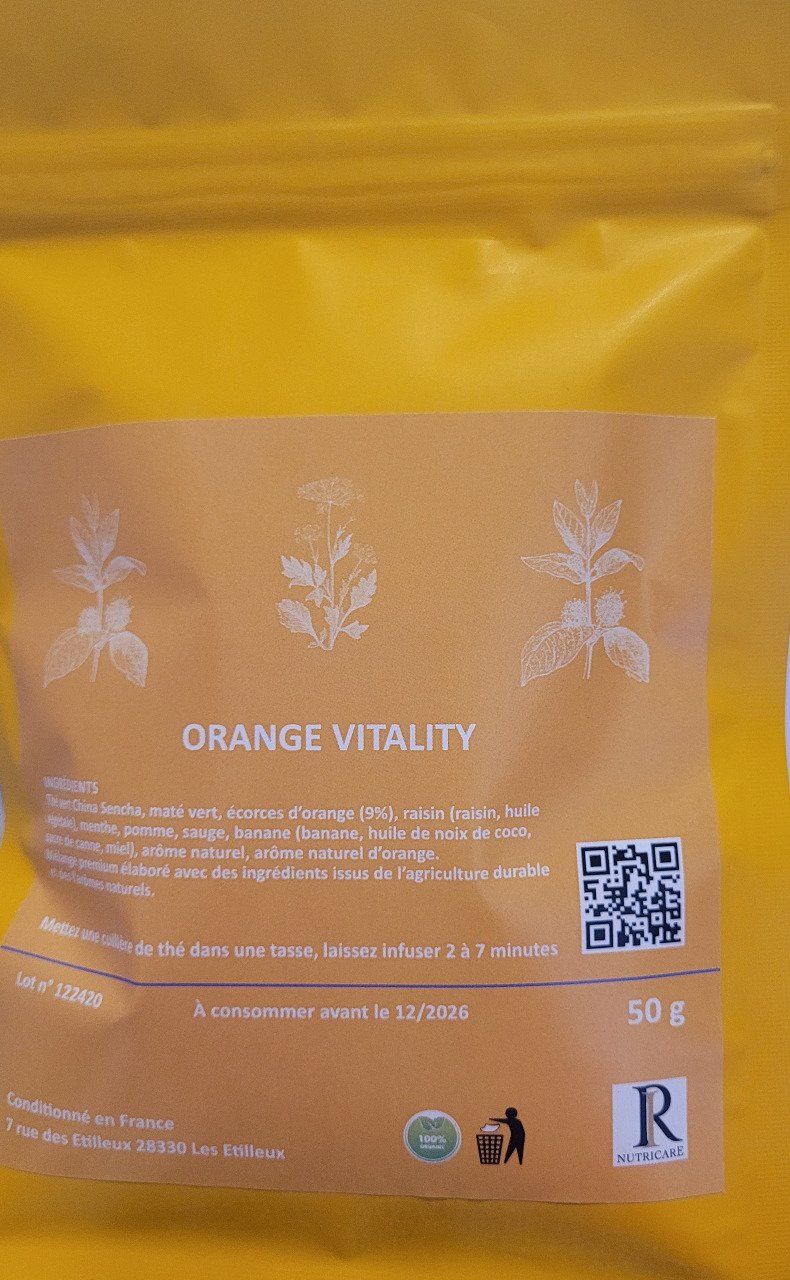 ORANGE VITALITY
INGRÉDIENTS
Thé vert China Sencha, maté vert, écorces d'orange (9%), raisin (raisin, huile
végétale), menthe, pomme, sauge, banane (banane, huile de noix de coco,
sucre de canne, miel), arôme naturel, arôme naturel d'orange.
Mélange premium élaboré avec des ingrédients issus de l'agriculture durable
et des arômes naturels.
Mettez une cuillère de thé dans une tasse, laissez infuser 2 à 7 minutes
Lot n° 122420
À consommer avant le 12/2026
50 g
Conditionné en France
7 rue des Etilleux 28330 Les Etilleux
100%
ORGANIC
R
NUTRICARE